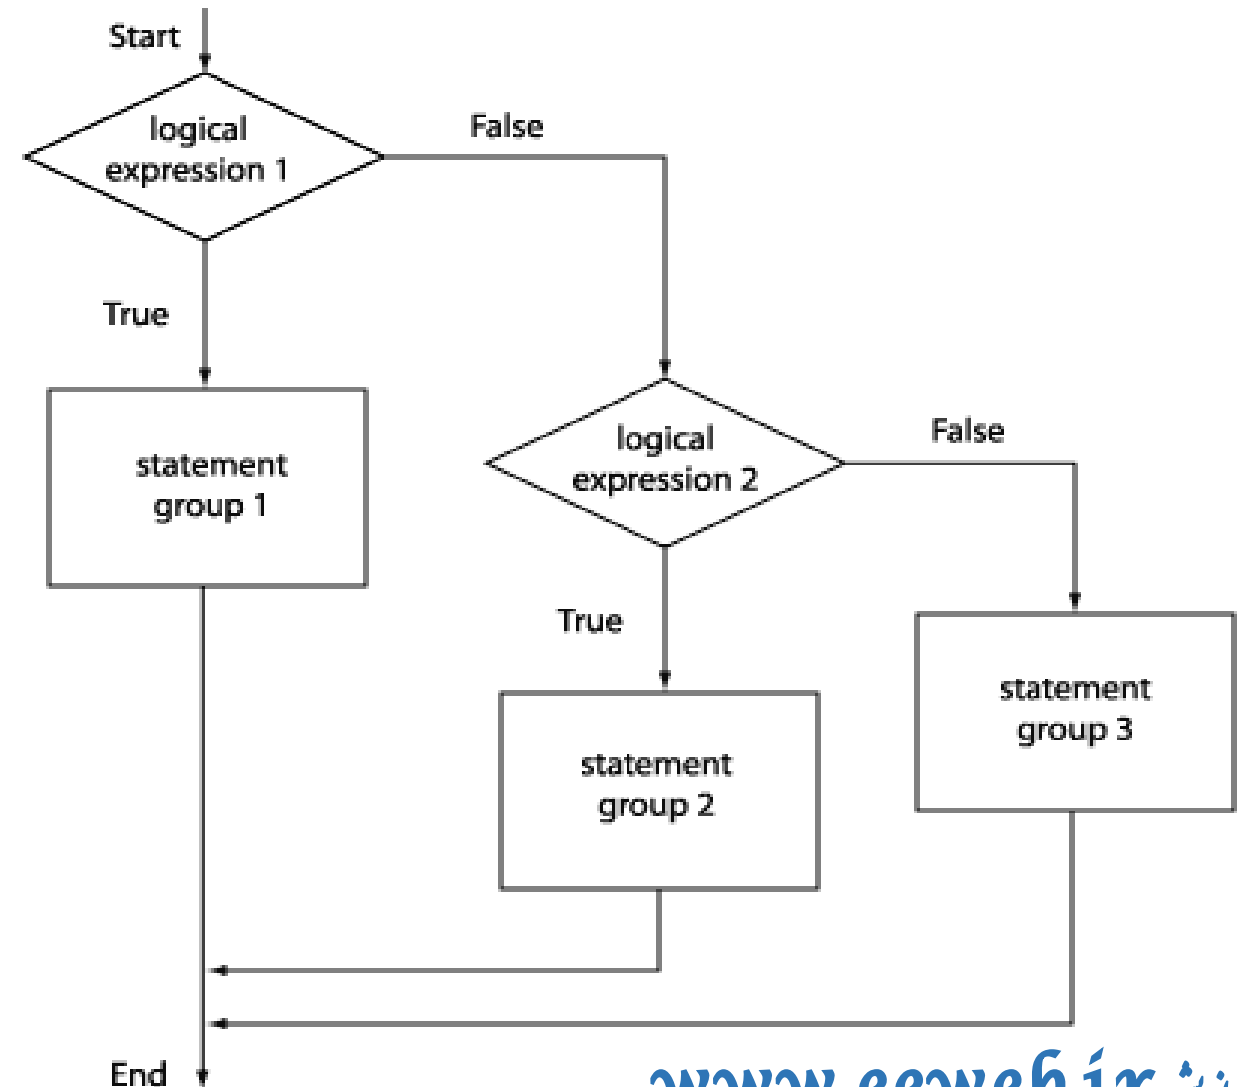 Start
logical
expression 1
False
True
statement
group 1
logical
expression 2
False
True
statement
group 2
statement
group 3
End